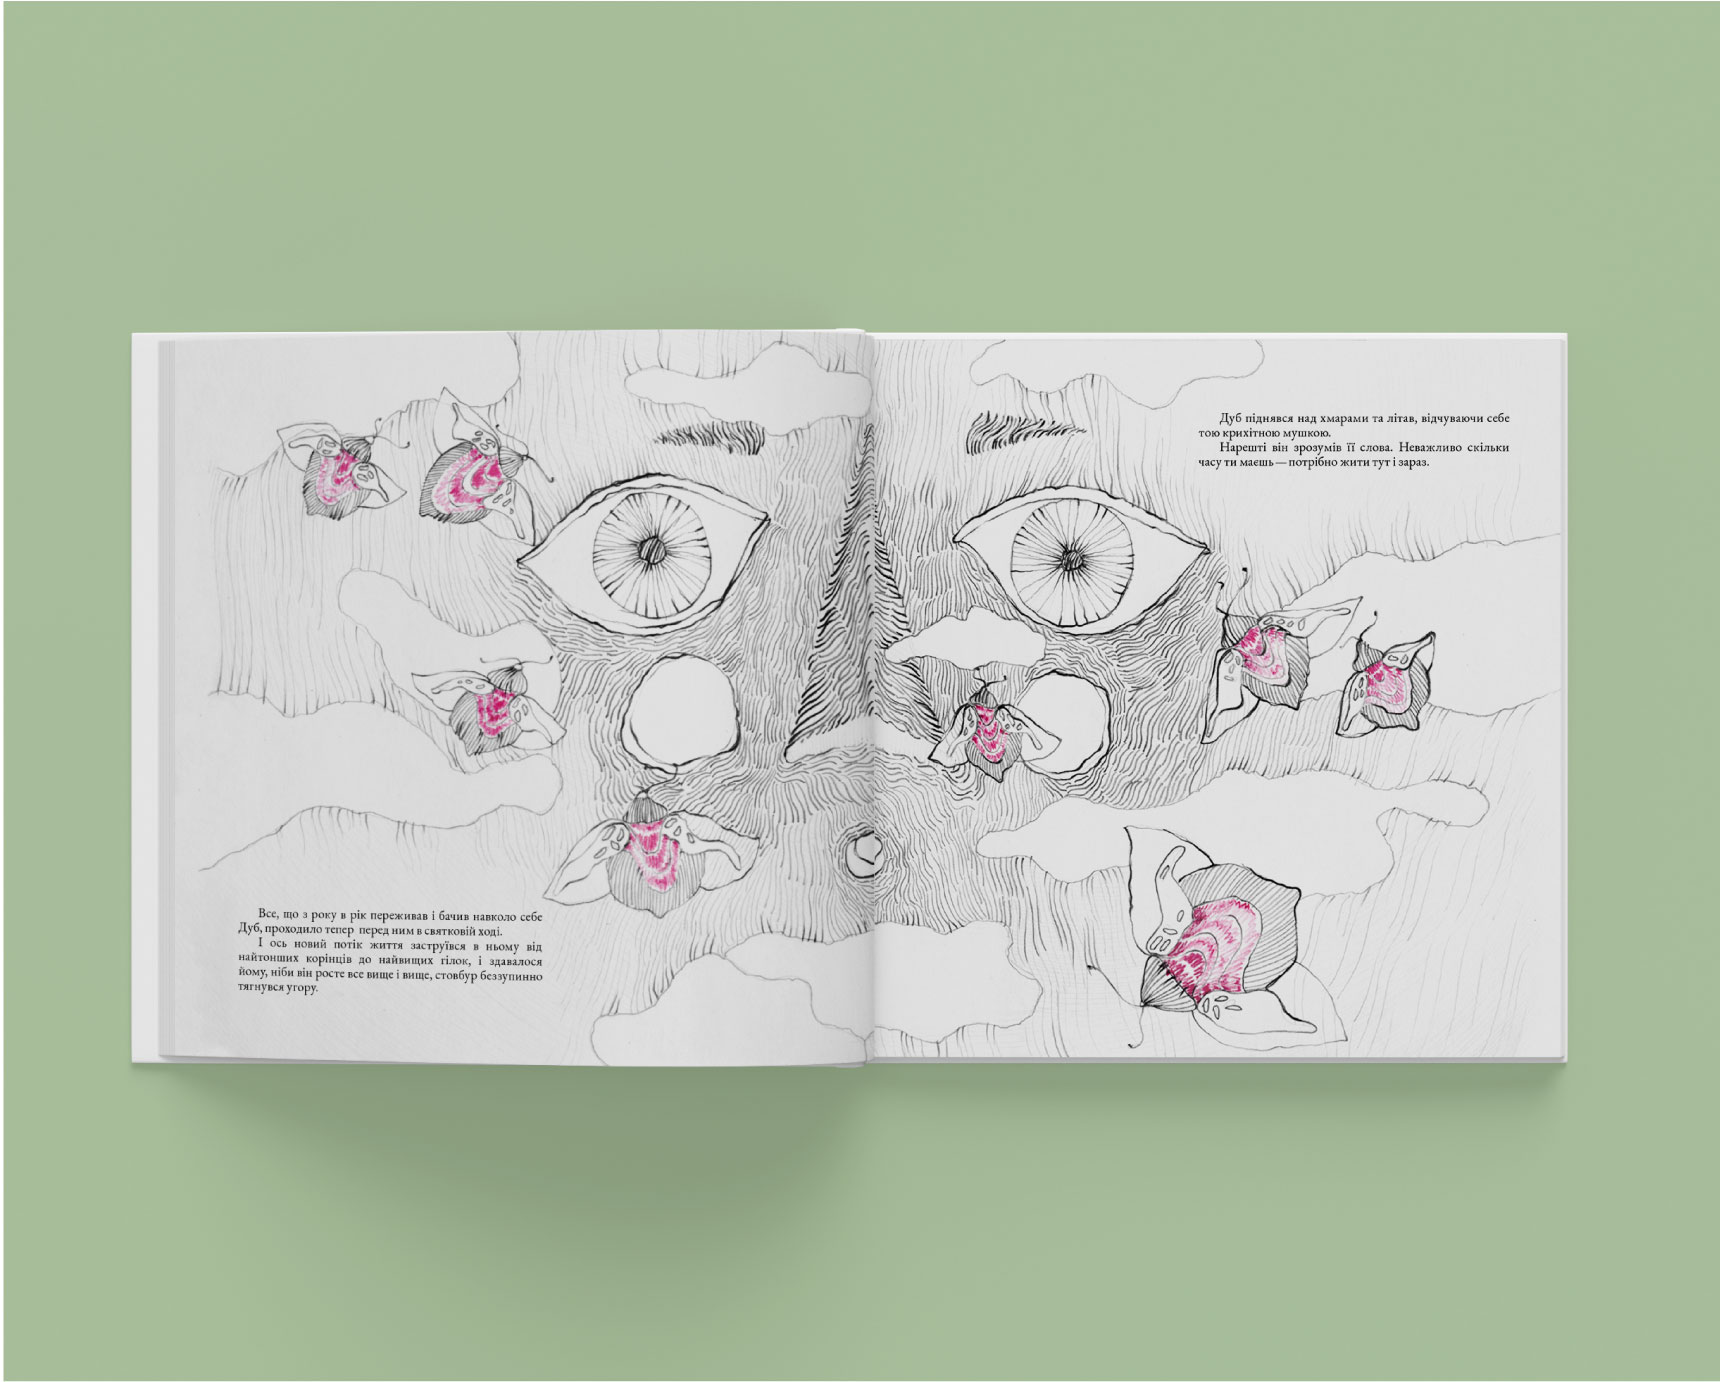 Все, що з року в рік переживав і бачив навколо себе
Дуб, проходило тепер перед ним в святковій ході.
І ось новий потік життя заструївся в ньому від
найтонших корінців до найвищих гілок, і здавалося
йому, ніби він росте все вище і вище, стовбур беззупинно
тягнувся угору.
Дуб піднявся над хмарами та літав, відчуваючи себе
тою крихітною мушкою.
Нарешті він зрозумів її слова. Неважливо скільки
часу ти маєшь — потрібно жити тут і зараз.